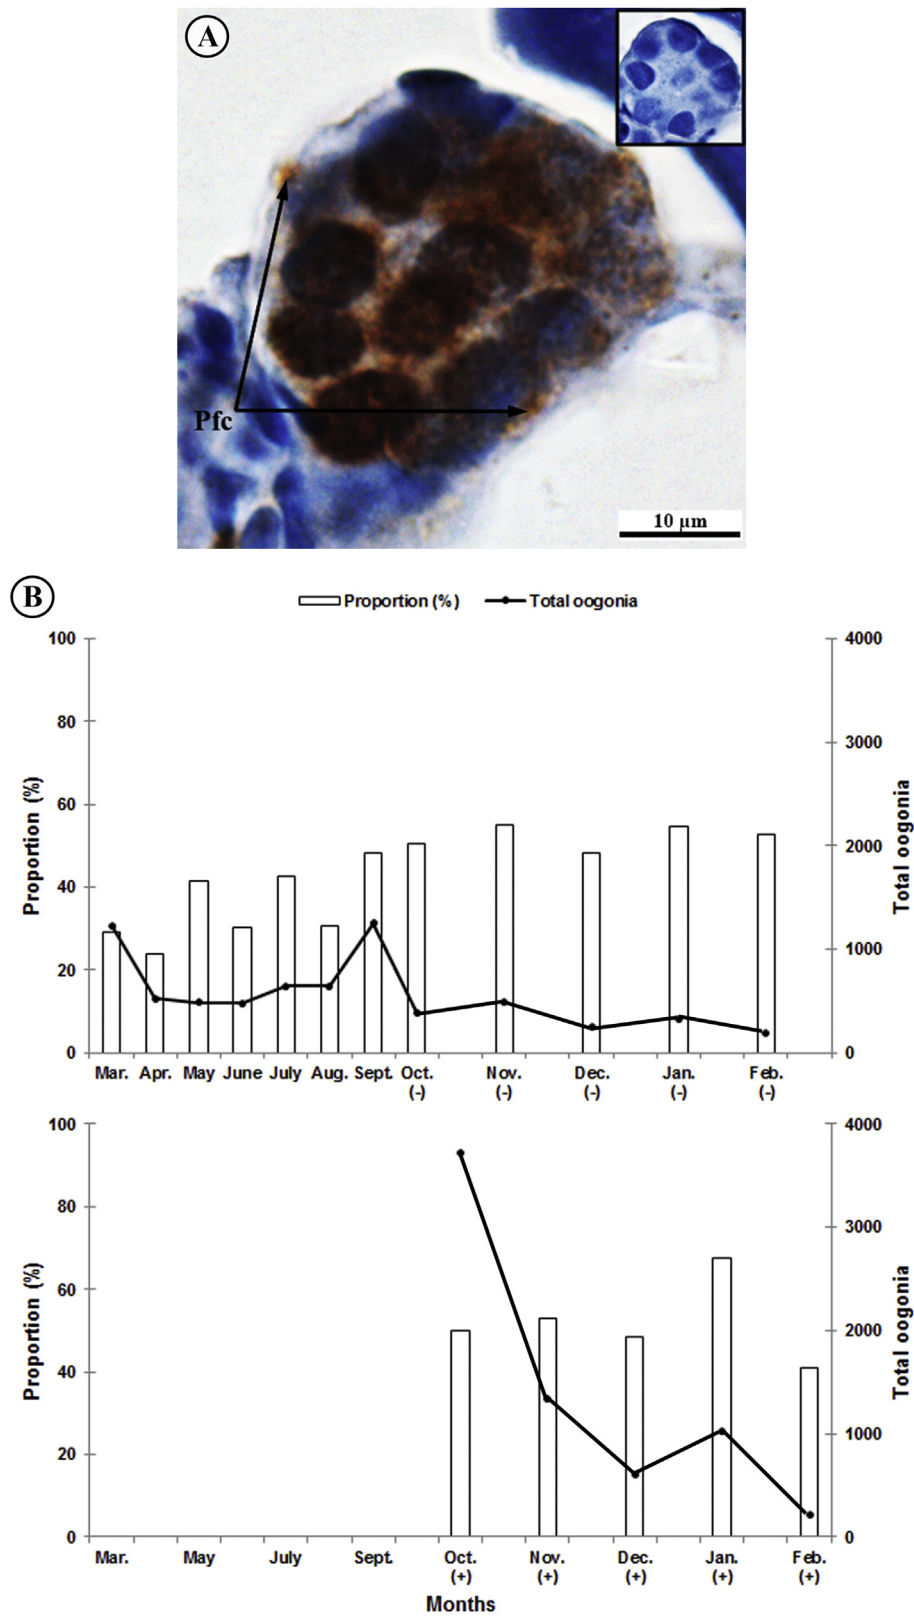 A
Pfc
10 µm
B
Proportion (%) Total oogonia
100 4000
80
3000
60
2000
40
1000
20
0 0
Proportion (%)
Total oogonia
Mar. Apr. May June July Aug. Sept. Oct. Nov. Dec. Jan. Feb.
(-) (-) (-) (-) (-)
100 4000
80
3000
60
2000
40
1000
20
0 0
Proportion (%)
Total oogonia
Mar. May July Sept. Oct. Nov. Dec. Jan. Feb.
(+) (+) (+) (+) (+)
Months